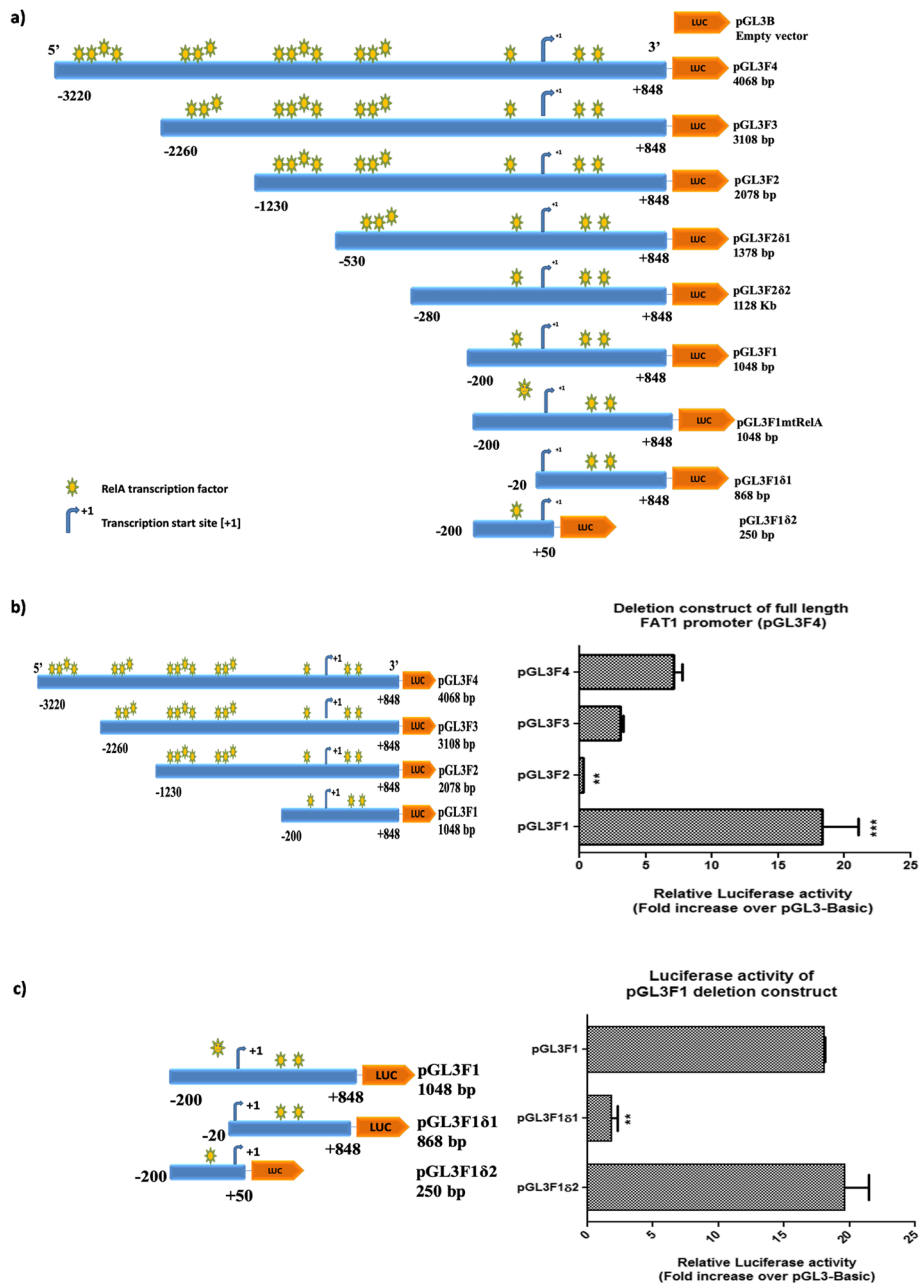 a)
LUC
pGL3B
Empty vector
5’
+1
3’
LUC
pGL3F4
4068 bp
-3220
+848
+1
LUC
pGL3F3
3108 bp
-2260
+848
+1
LUC
pGL3F2
2078 bp
-1230
+848
+1
LUC
pGL3F2δ1
1378 bp
-530
+848
+1
LUC
pGL3F2δ2
1128 Kb
-280
+848
+1
LUC
pGL3F1
1048 bp
-200
+848
+1
LUC
pGL3F1mtRelA
1048 bp
-200
+848
+1
LUC
pGL3F1δ1
868 bp
-20
+848
RelA transcription factor
+1
Transcription start site [+1]
+1
-200
LUC
pGL3F1δ2
250 bp
+50
b)
5’
+1
3’
LUC
pGL3F4
4068 bp
-3220
+848
+1
LUC
pGL3F3
3108 bp
-2260
+848
+1
LUC
pGL3F2
2078 bp
-1230
+848
+1
LUC
pGL3F1
1048 bp
-200
+848
Deletion construct of full length
FAT1 promoter (pGL3F4)
pGL3F4
pGL3F3
pGL3F2
**
pGL3F1
***
0 5 10 15 20 25
Relative Luciferase activity
(Fold increase over pGL3-Basic)
c)
+1
LUC
pGL3F1
1048 bp
-200
+848
+1
LUC
pGL3F1δ1
868 bp
-20
+848
+1
-200
LUC
pGL3F1δ2
250 bp
+50
Luciferase activity of
pGL3F1 deletion construct
pGL3F1
pGL3F1δ1
**
pGL3F1δ2
0 5 10 15 20 25
Relative Luciferase activity
(Fold increase over pGL3-Basic)